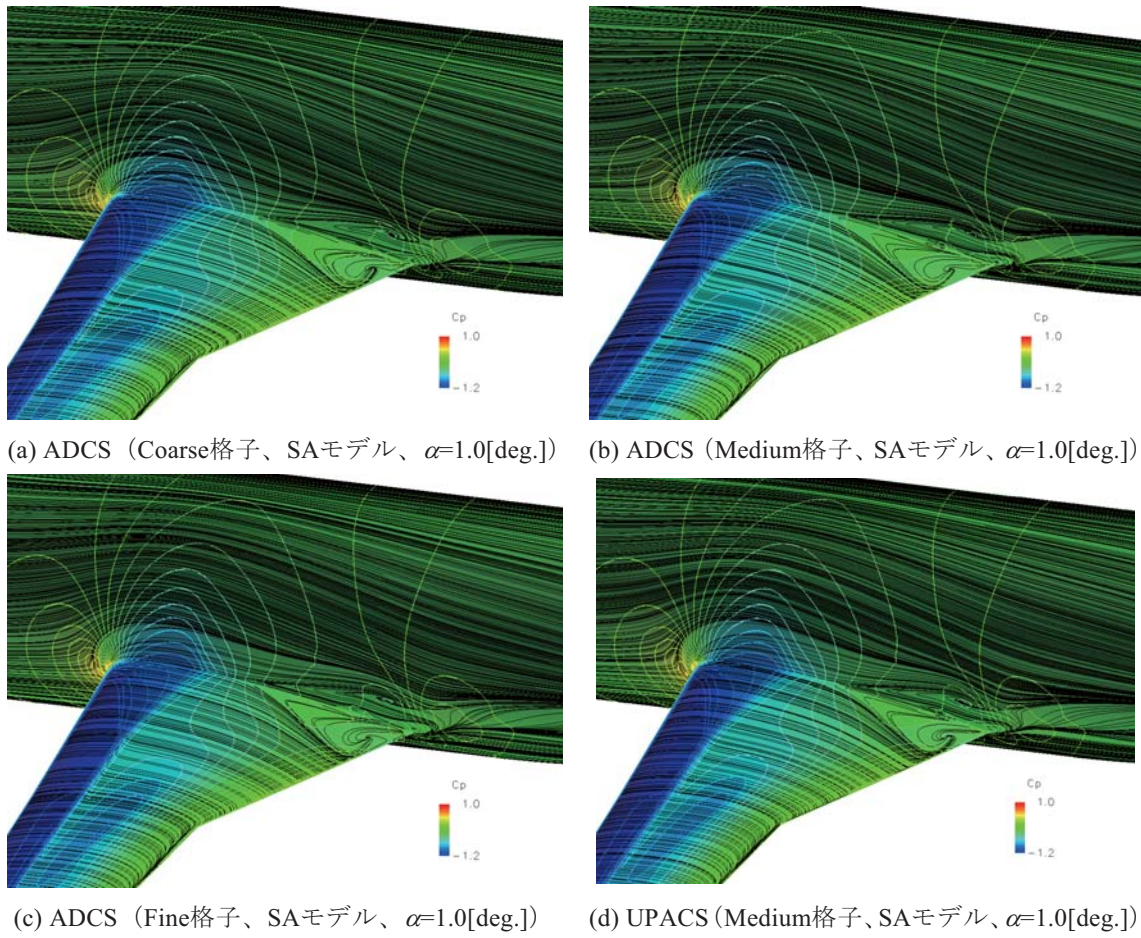 Cp
1.0
-1.2
Cp
1.0
-1.2
(a) ADCS（Coarse格子、SAモデル、α=1.0[deg.]）
(b) ADCS（Medium格子、SAモデル、α=1.0[deg.]）
Cp
1.0
-1.2
Cp
1.0
-1.2
(c) ADCS（Fine格子、SAモデル、α=1.0[deg.]）
(d) UPACS（Medium格子、SAモデル、α=1.0[deg.]）